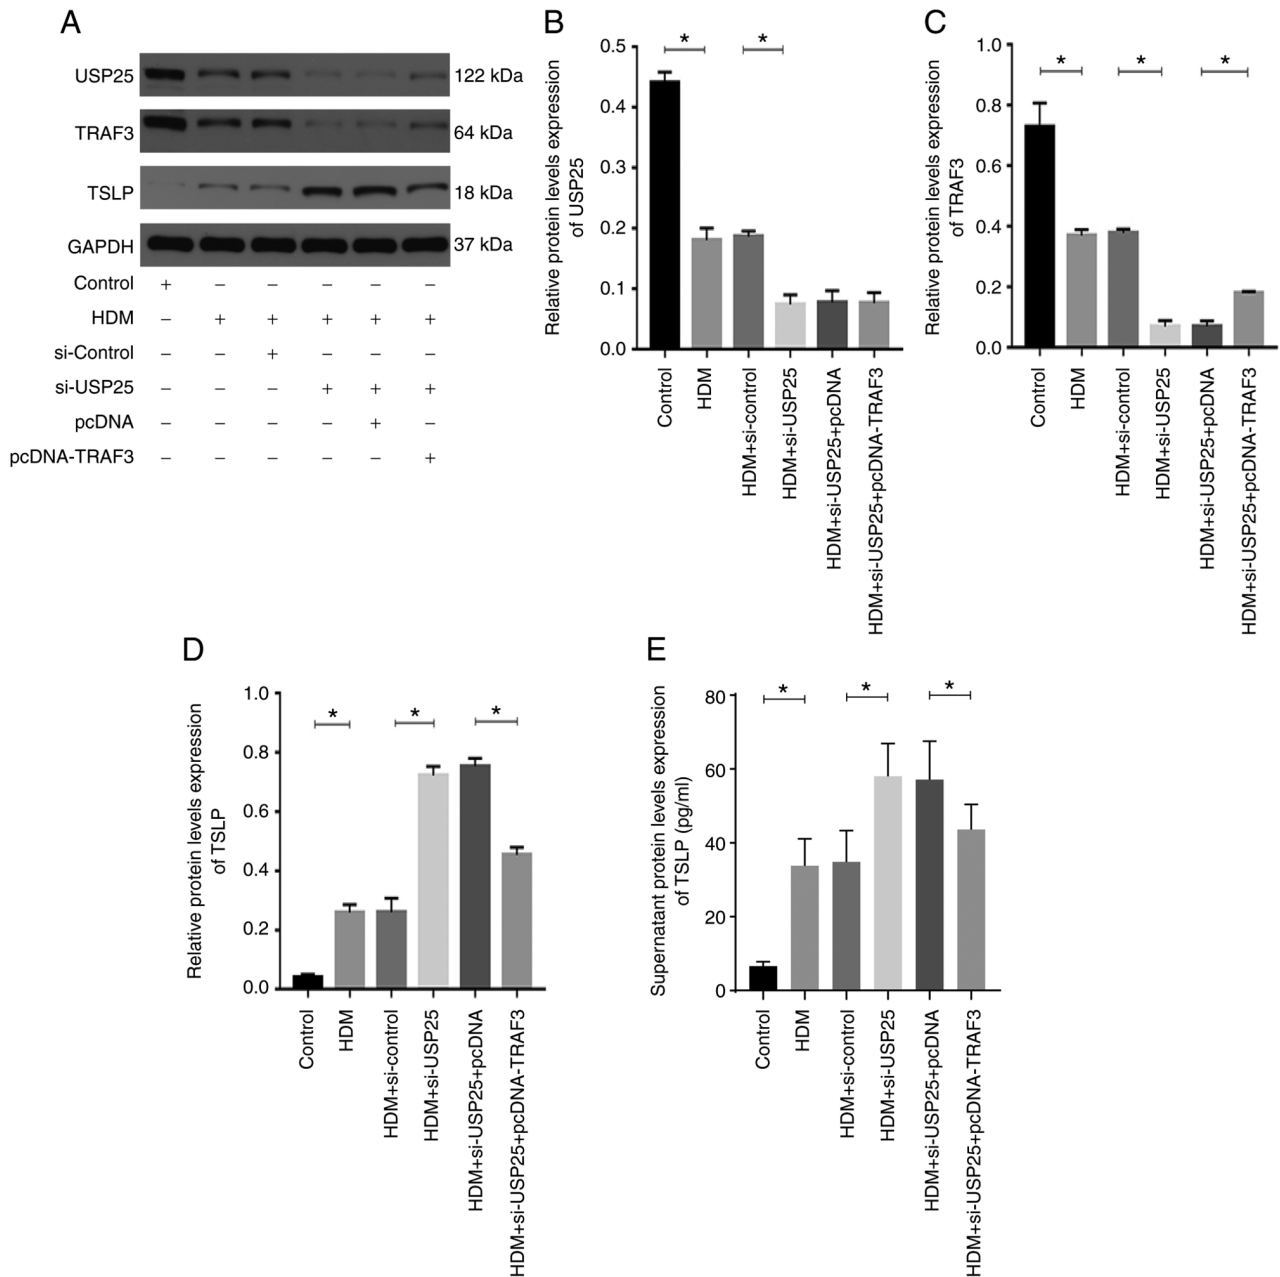 A
USP25 122 kDa
TRAF3 64 kDa
TSLP 18 kDa
GAPDH 37 kDa
Control + – – – – –
HDM – + + + + +
si-Control – – + – – –
si-USP25 – – – + + +
pcDNA – – – – + –
pcDNA-TRAF3 – – – – – +
B
Relative protein levels expression
of USP25
0.5
0.4
0.3
0.2
0.1
0.0
* *
Control
HDM
HDM+si-control
HDM+si-USP25
HDM+si-USP25+pcDNA
HDM+si-USP25+pcDNA-TRAF3
C
Relative protein levels expression
of TRAF3
1.0
0.8
0.6
0.4
0.2
0.0
* * *
Control
HDM
HDM+si-control
HDM+si-USP25
HDM+si-USP25+pcDNA
HDM+si-USP25+pcDNA-TRAF3
D
Relative protein levels expression
of TSLP
1.0
0.8
0.6
0.4
0.2
0.0
* * *
Control
HDM
HDM+si-control
HDM+si-USP25
HDM+si-USP25+pcDNA
HDM+si-USP25+pcDNA-TRAF3
E
Supernatant protein levels expression
of TSLP (pg/ml)
80
60
40
20
0
* * *
Control
HDM
HDM+si-control
HDM+si-USP25
HDM+si-USP25+pcDNA
HDM+si-USP25+pcDNA-TRAF3